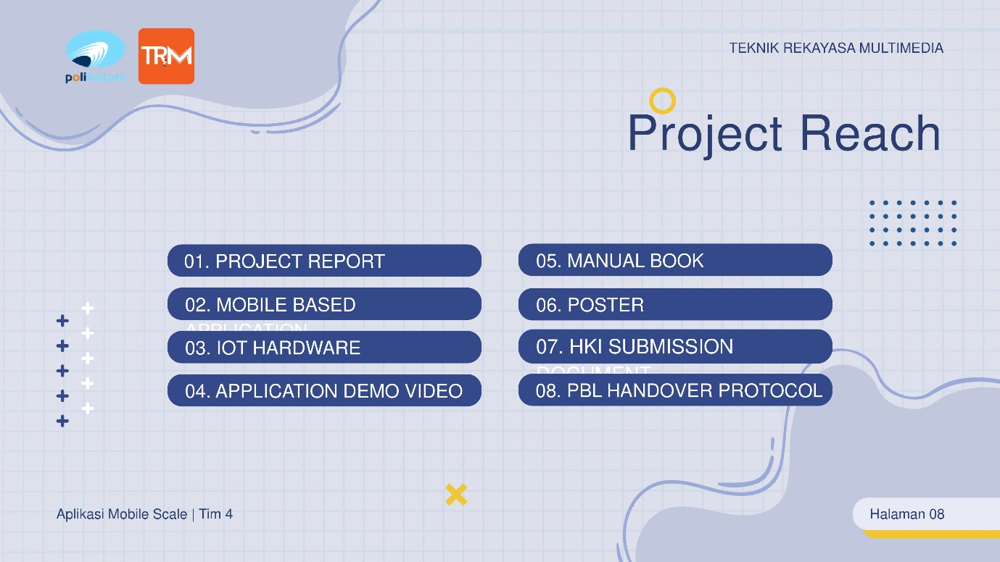 polibatam
TRM
TEKNIK REKAYASA MULTIMEDIA
Project Reach
01. PROJECT REPORT
02. MOBILE BASED
APPLICATION
03. IOT HARDWARE
04. APPLICATION DEMO VIDEO
05. MANUAL BOOK
06. POSTER
07. HKI SUBMISSION
DOCUMENT
08. PBL HANDOVER PROTOCOL
Aplikasi Mobile Scale | Tim 4
Halaman 08